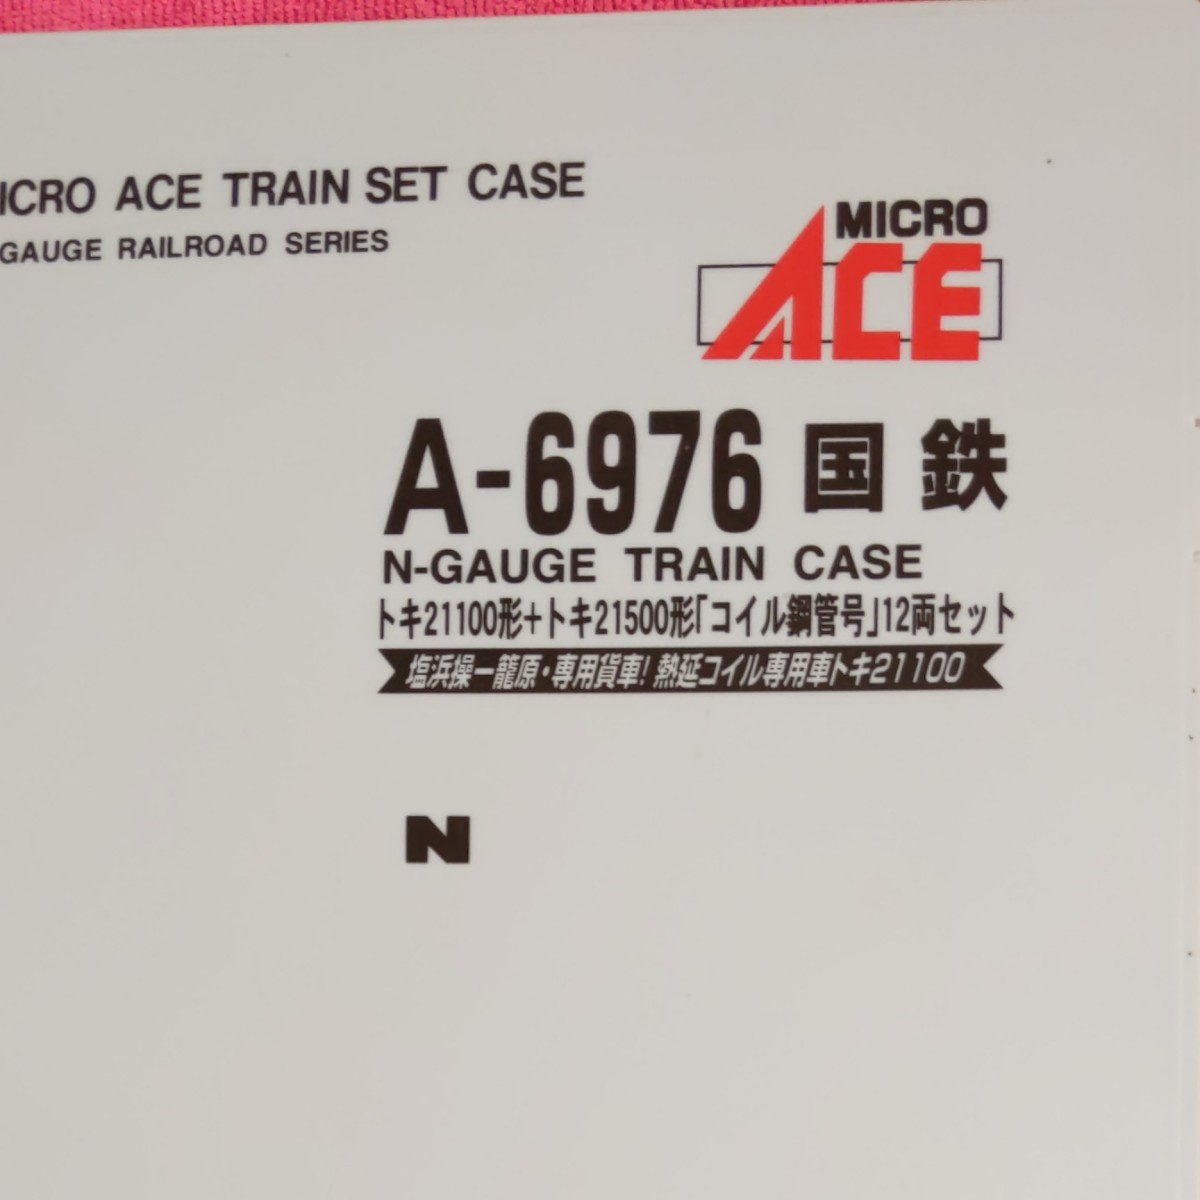 ICRO ACE TRAIN SET CASE
GAUGE RAILROAD SERIES
MICRO
ACE
A-6976 国鉄
N-GAUGE TRAIN CASE
トキ21100形+トキ21500形「コイル鋼管号」12両セット
塩浜操ー籠原・専用貨車! 熱延コイル専用車トキ21100
N